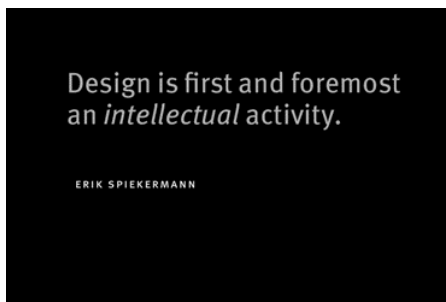 Design is first and foremost
an intellectual activity.
ERIK SPIEKERMANN